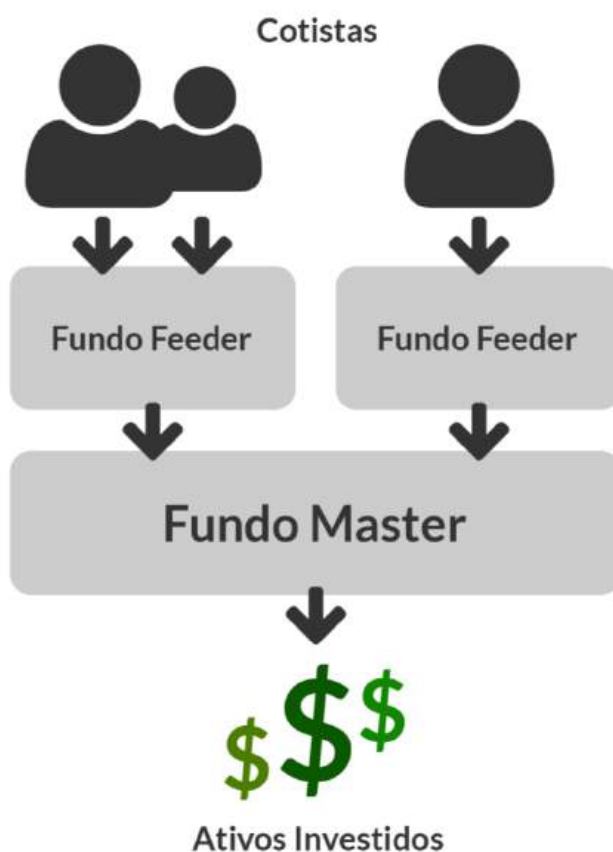 Cotistas
Fundo Feeder
Fundo Feeder
Fundo Master
$ $ $
Ativos Investidos